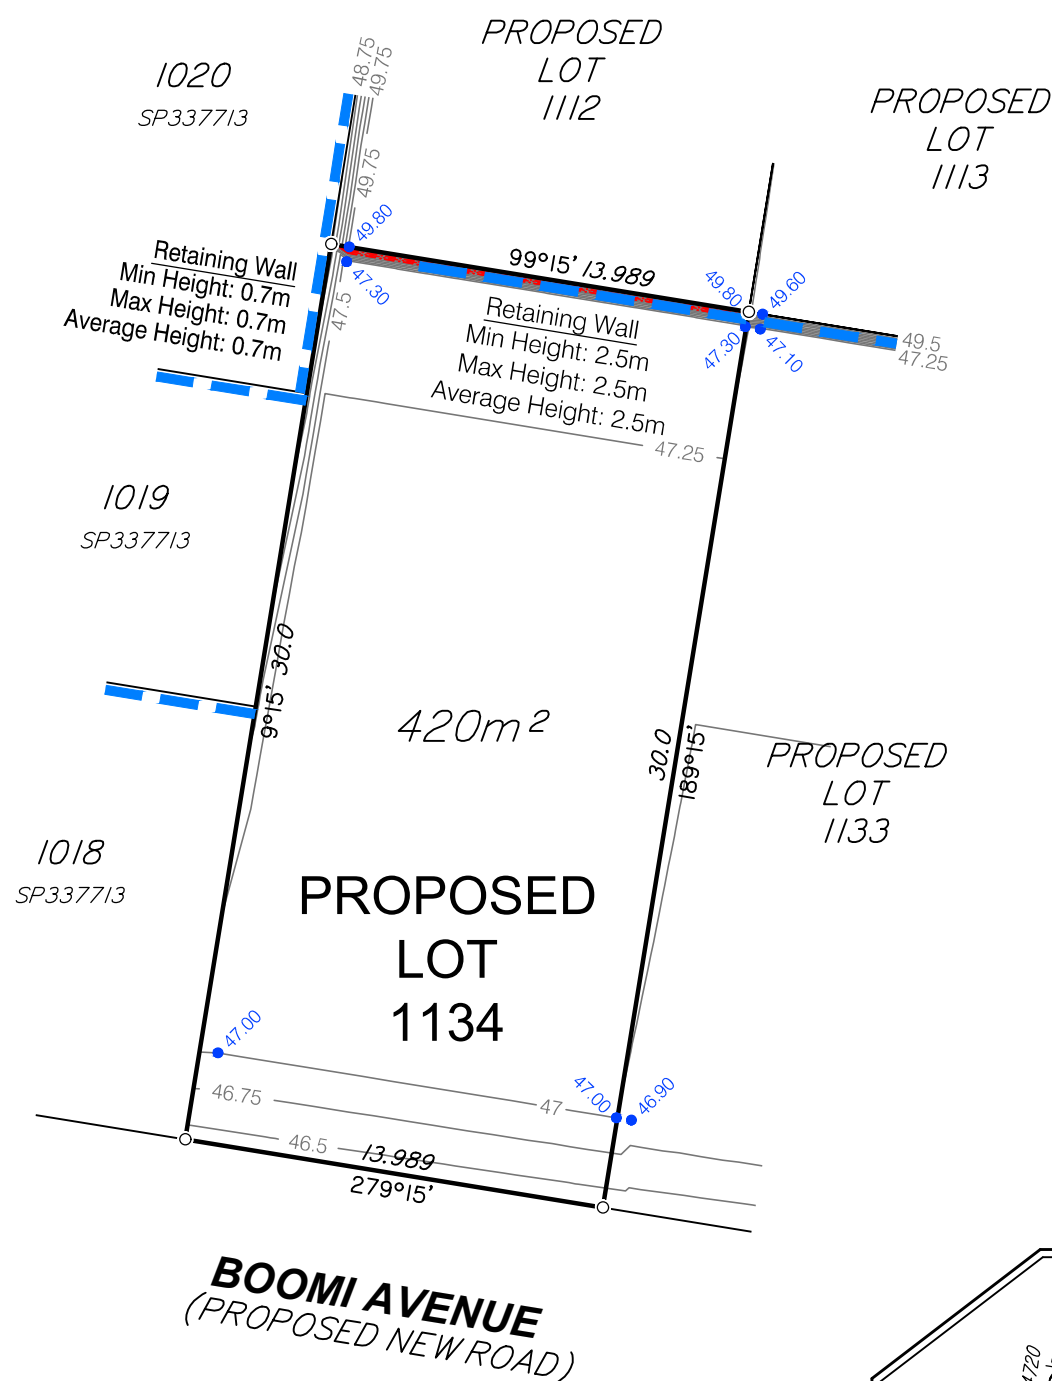 PROPOSED
LOT
1112
1020
SP337713
48.75
49.75
PROPOSED
LOT
1113
49.75
49.80
47.30
99°15' 13.989
49.80
49.60
Retaining Wall
Min Height: 0.7m
Max Height: 0.7m
Average Height: 0.7m
47.5
Retaining Wall
Min Height: 2.5m
Max Height: 2.5m
Average Height: 2.5m
47.30
47.10
49.5
47.25
47.25
1019
SP337713
9°15' 30.0
420m²
30.0
189°15'
PROPOSED
LOT
1133
1018
SP337713
PROPOSED
LOT
1134
47.00
47.00
46.90
46.75
47
46.5
13.989
279°15'
BOOMI AVENUE
(PROPOSED NEW ROAD)